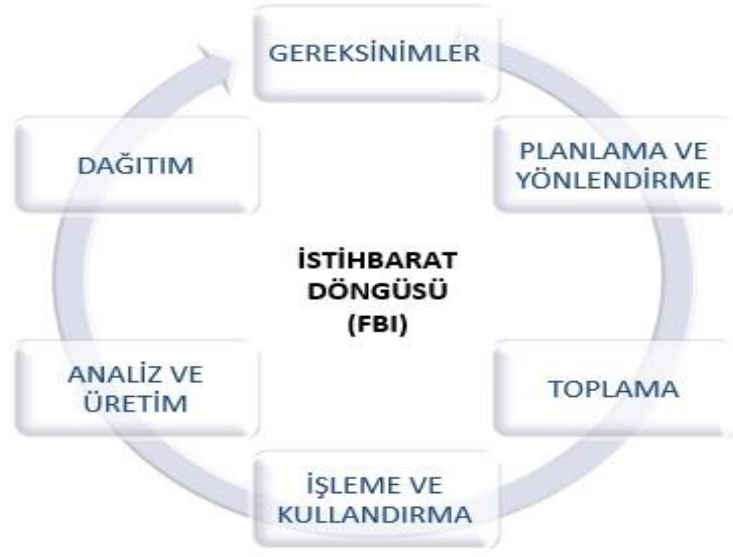 GEREKSİNİMLER
PLANLAMA VE
YÖNLENDİRME
TOPLAMA
İŞLEME VE
KULLANDIRMA
ANALİZ VE
ÜRETİM
DAĞITIM
İSTİHBARAT
DÖNGÜSÜ
(FBI)